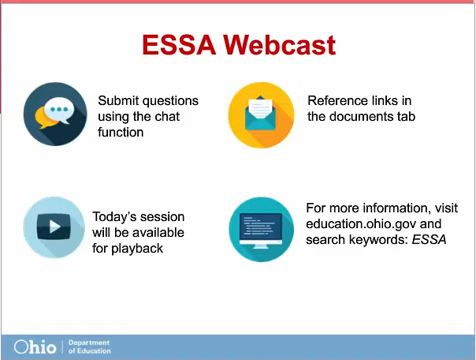 ESSA Webcast
Submit questions
using the chat
function
Reference links in
the documents tab
Today's session
will be available
for playback
For more information, visit
education.ohio.gov and
search keywords: ESSA
Ohio
Department
of Education